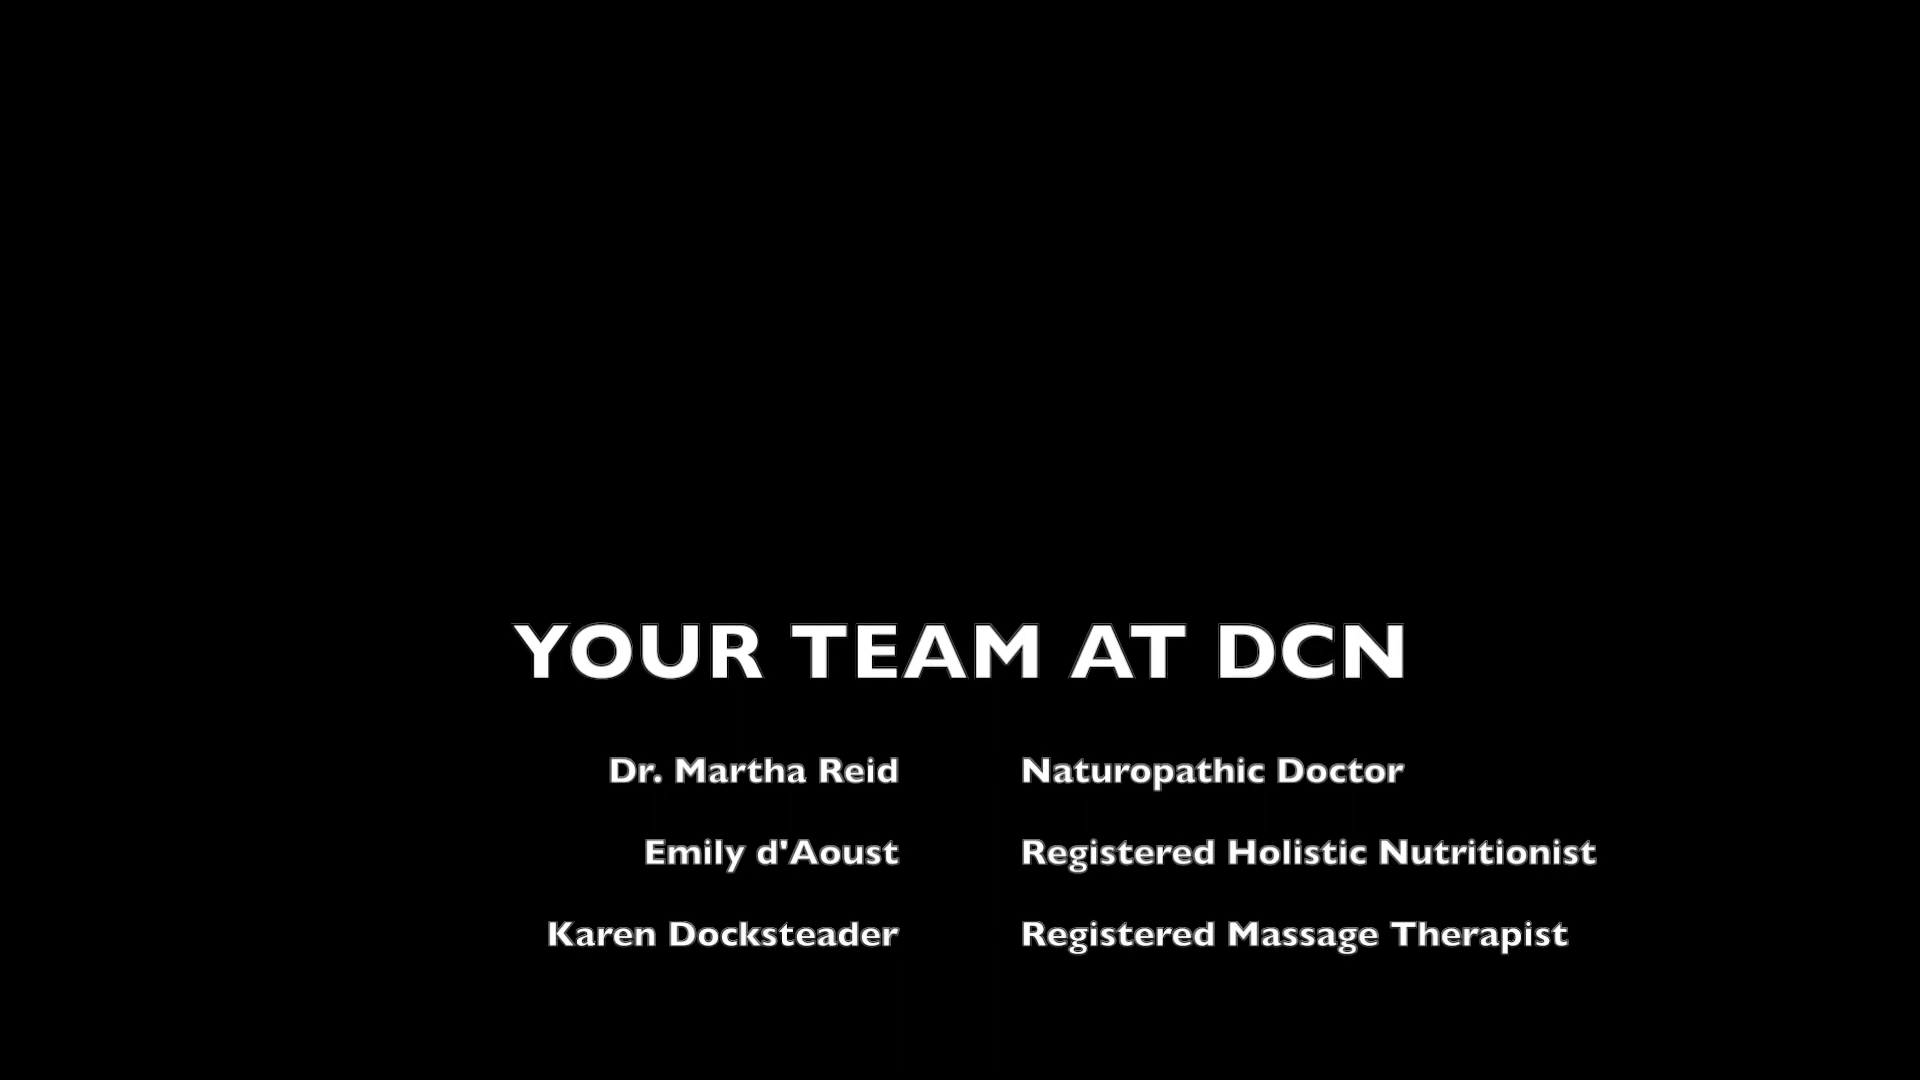 YOUR TEAM AT DCN
Dr. Martha Reid Naturopathic Doctor
Emily d'Aoust Registered Holistic Nutritionist
Karen Docksteader Registered Massage Therapist